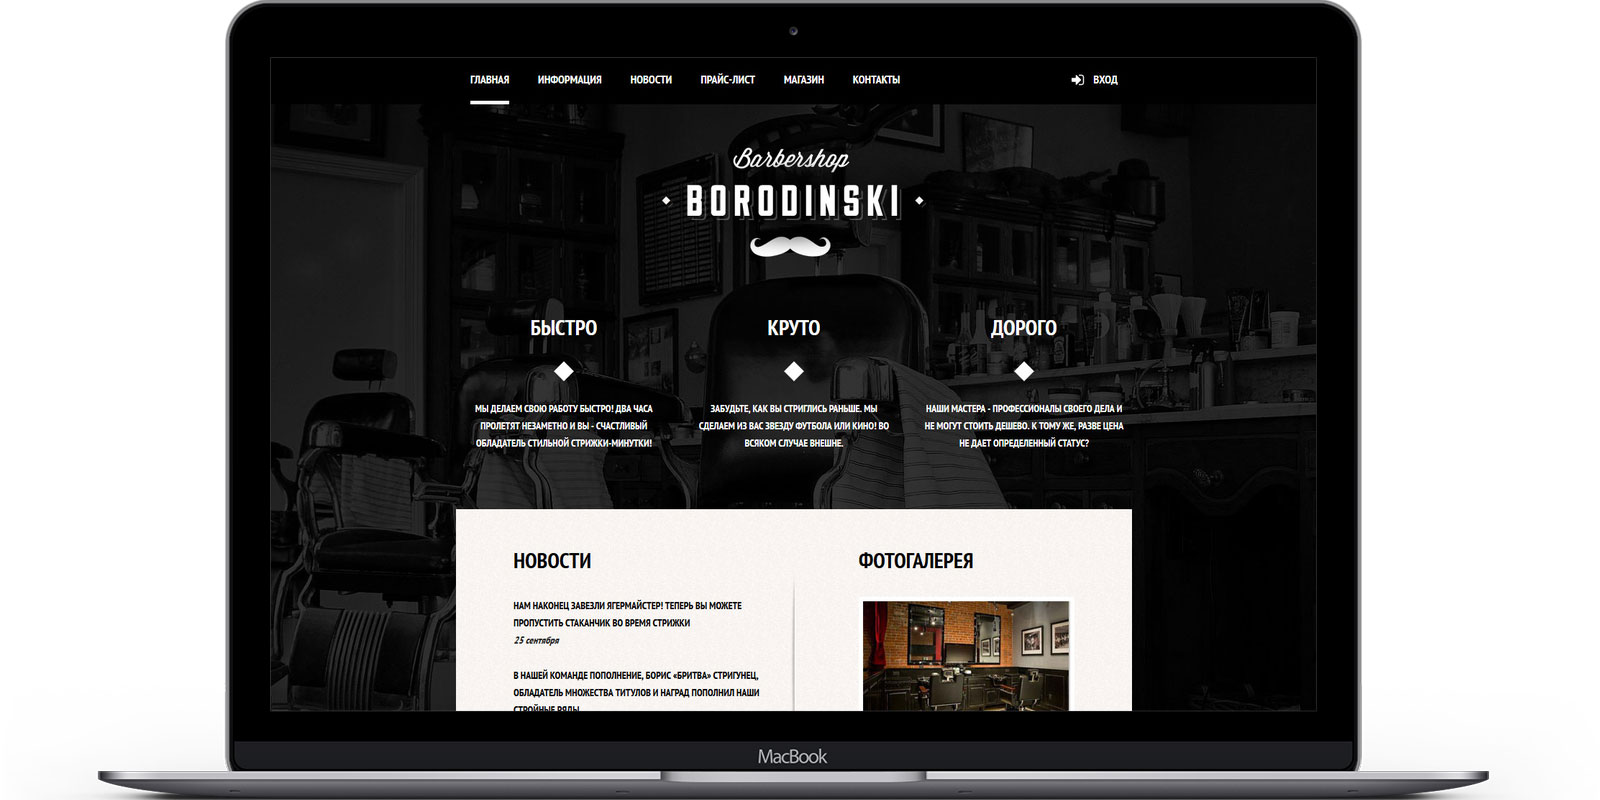 ГЛАВНАЯ ИНФОРМАЦИЯ НОВОСТИ ПРАЙС-ЛИСТ МАГАЗИН КОНТАКТЫ ВХОД
Barbershop
BORODINSKI
БЫСТРО
МЫ ДЕЛАЕМ СВОЮ РАБОТУ БЫСТРО! ДВА ЧАСА
ПРОЛЕТЯТ НЕЗАМЕТНО И ВЫ - СЧАСТЛИВЫЙ
ОБЛАДАТЕЛЬ СТИЛЬНОЙ СТРИЖКИ-МИНУТКИ!
КРУТО
ЗАБУДЬТЕ, КАК ВЫ СТРИГЛИСЬ РАНЬШЕ. МЫ
СДЕЛАЕМ ИЗ ВАС ЗВЕЗДУ ФУТБОЛА ИЛИ КИНО! ВО
ВСЯКОМ СЛУЧАЕ ВНЕШНЕ.
ДОРОГО
НАШИ МАСТЕРА - ПРОФЕССИОНАЛЫ СВОЕГО ДЕЛА И
НЕ МОГУТ СТОИТЬ ДЕШЕВО. К ТОМУ ЖЕ, РАЗВЕ ЦЕНА
НЕ ДАЕТ ОПРЕДЕЛЕННЫЙ СТАТУС?
НОВОСТИ
НАМ НАКОНЕЦ ЗАВЕЗЛИ ЯГЕРМАЙСТЕР! ТЕПЕРЬ ВЫ МОЖЕТЕ
ПРОПУСТИТЬ СТАКАНЧИК ВО ВРЕМЯ СТРИЖКИ
25 сентября
В НАШЕЙ КОМАНДЕ ПОПОЛНЕНИЕ, БОРИС «БРИТВА» СТРИГУНЕЦ,
ОБЛАДАТЕЛЬ МНОЖЕСТВА ТИТУЛОВ И НАГРАД ПОПОЛНИЛ НАШИ
СТРОЙНЫЕ РЯДЫ
ФОТОГАЛЕРЕЯ
MacBook